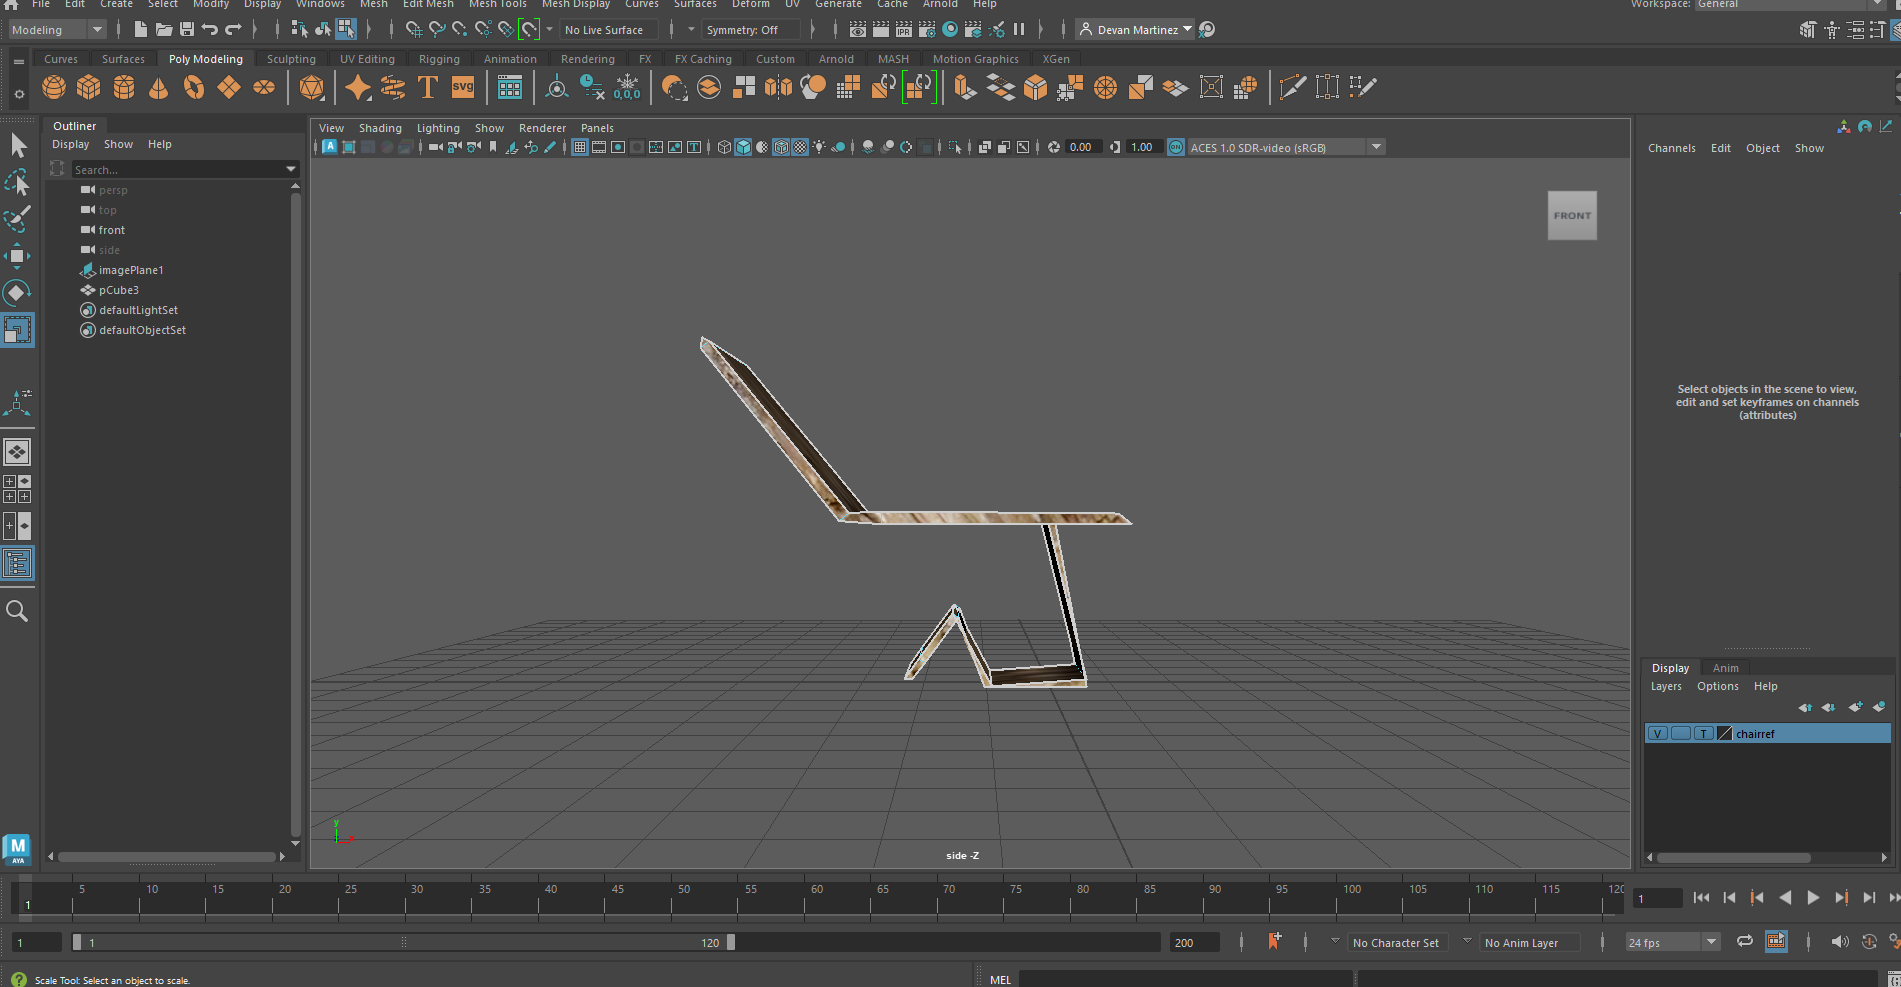 File Edit Create Select Modify Display Windows Mesh Edit Mesh Mesh Tools Mesh Display Curves Surfaces Deform UV Generate Cache Arnold Help Workspace: General
Modeling No Live Surface Symmetry: Off IPR Devan Martinez
Curves Surfaces Poly Modeling Sculpting UV Editing Rigging Animation Rendering FX FX Caching Custom Arnold MASH Motion Graphics XGen
T SVG 0,0,0
Outliner
Display Show Help
Search...
persp
top
front
side
imagePlane1
pCube3
defaultLightSet
defaultObjectSet
View Shading Lighting Show Renderer Panels
0.00 1.00 ON ACES 1.0 SDR-video (sRGB)
FRONT
y
side -Z
Channels Edit Object Show
Select objects in the scene to view,
edit and set keyframes on channels
(attributes)
Display Anim
Layers Options Help
V T chairref
M
AYA
5 10 15 20 25 30 35 40 45 50 55 60 65 70 75 80 85 90 95 100 105 110 115 120
1 1
1 1 120 200 No Character Set No Anim Layer 24 fps
? Scale Tool: Select an object to scale. MEL